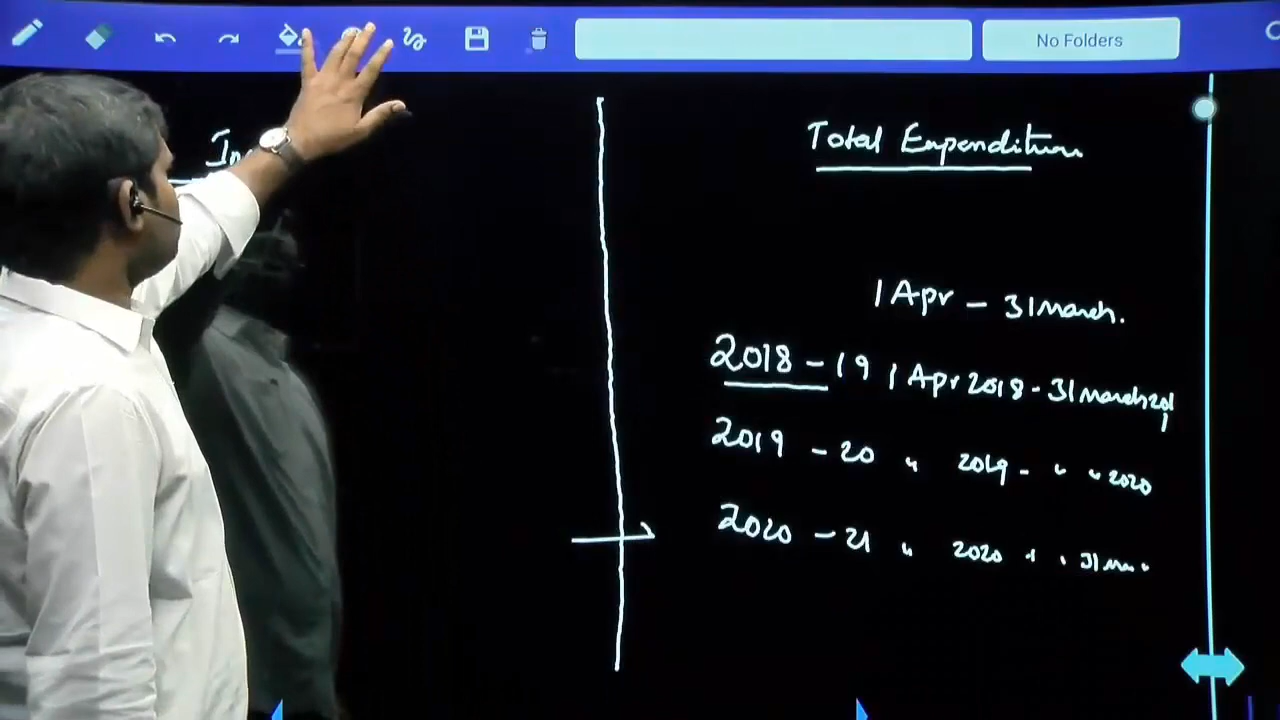 No Folders
Total Expenditure
1 Apr - 31 March.
2018 - 19 1 Apr 2018 - 31 March 201
2019 - 20 " 2019 - " " 2020
2020 - 21 " 2020 " " 31 Mar